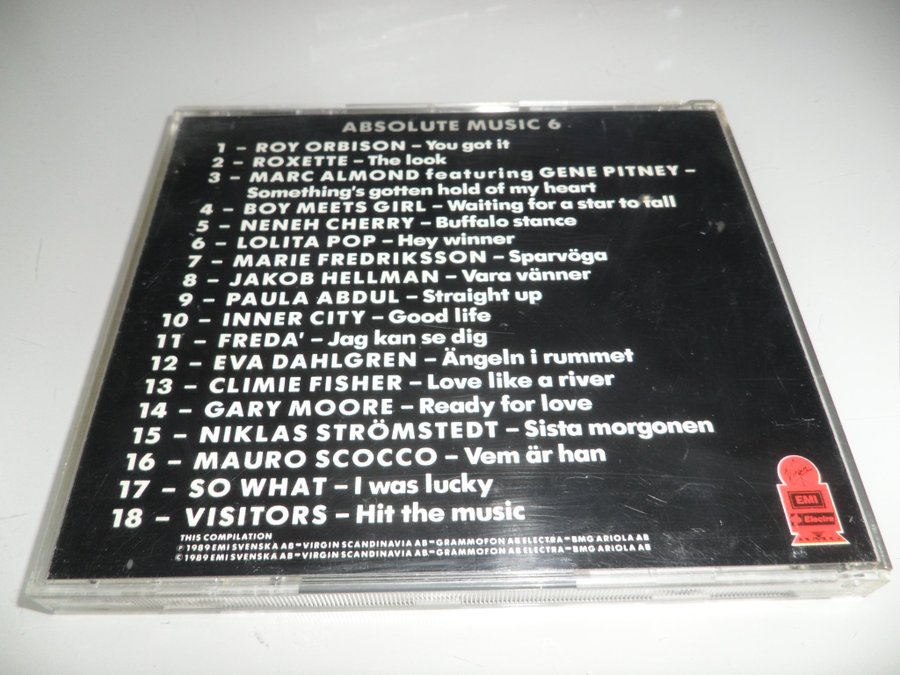 ABSOLUTE MUSIC 6
1 – ROY ORBISON – You got it
2 – ROXETTE – The look
3 – MARC ALMOND featuring GENE PITNEY –
Something's gotten hold of my heart
4 – BOY MEETS GIRL – Waiting for a star to fall
5 – NENEH CHERRY – Buffalo stance
6 – LOLITA POP – Hey winner
7 – MARIE FREDRIKSSON – Sparvöga
8 – JAKOB HELLMAN – Vara vänner
9 – PAULA ABDUL – Straight up
10 – INNER CITY – Good life
11 – FREDA' – Jag kan se dig
12 – EVA DAHLGREN – Ängeln i rummet
13 – CLIMIE FISHER – Love like a river
14 – GARY MOORE – Ready for love
15 – NIKLAS STRÖMSTEDT – Sista morgonen
16 – MAURO SCOCCO – Vem är han
17 – SO WHAT – I was lucky
18 – VISITORS – Hit the music
THIS COMPILATION
℗ 1989 EMI SVENSKA AB – VIRGIN SCANDINAVIA AB – GRAMMOFON AB ELECTRA – BMG ARIOLA AB
© 1989 EMI SVENSKA AB – VIRGIN SCANDINAVIA AB – GRAMMOFON AB ELECTRA – BMG ARIOLA AB
Virgin
EMI
Electra